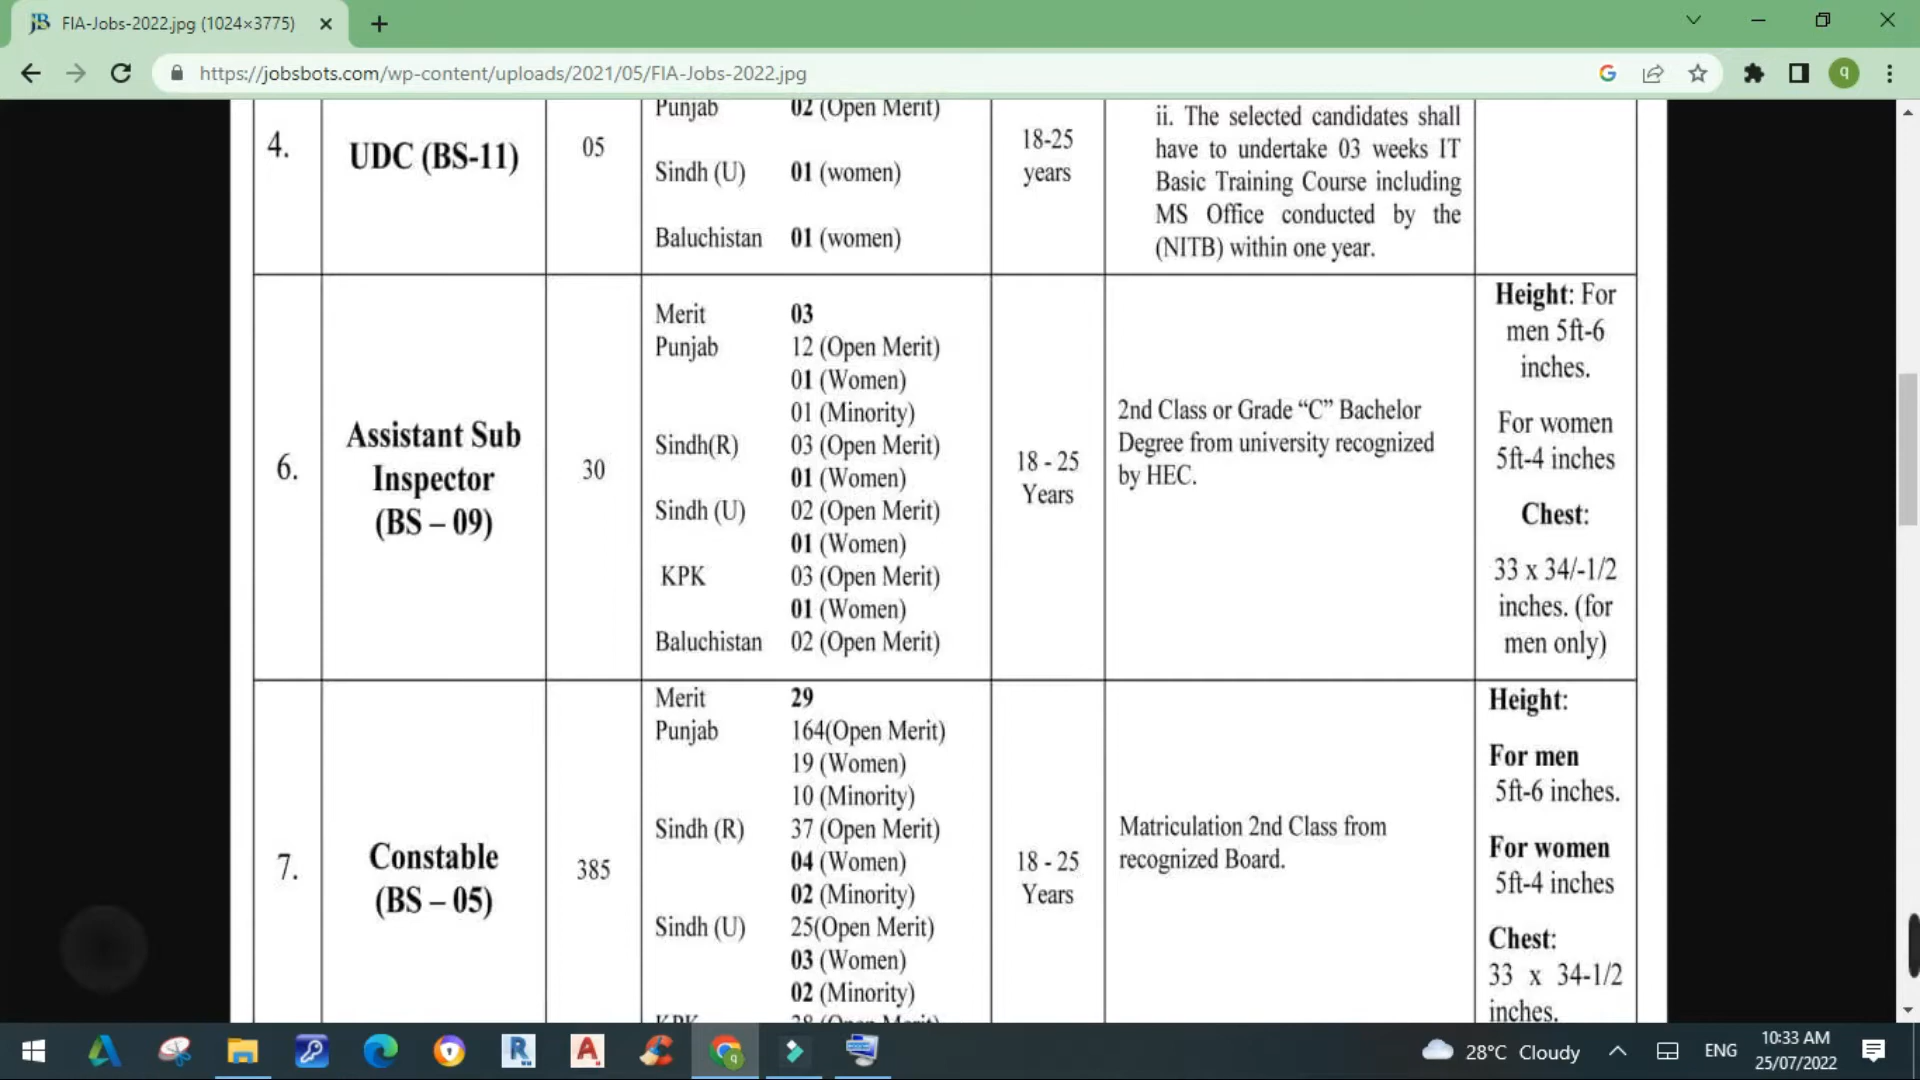 FIA-Jobs-2022.jpg (1024×3775)
https://jobsbots.com/wp-content/uploads/2021/05/FIA-Jobs-2022.jpg
q
4.
UDC (BS-11)
05
Punjab 02 (Open Merit)
Sindh (U) 01 (women)
Baluchistan 01 (women)
18-25
years
ii. The selected candidates shall
have to undertake 03 weeks IT
Basic Training Course including
MS Office conducted by the
(NITB) within one year.
6.
Assistant Sub
Inspector
(BS – 09)
30
Merit 03
Punjab 12 (Open Merit)
01 (Women)
01 (Minority)
Sindh(R) 03 (Open Merit)
01 (Women)
Sindh (U) 02 (Open Merit)
01 (Women)
KPK 03 (Open Merit)
01 (Women)
Baluchistan 02 (Open Merit)
18 - 25
Years
2nd Class or Grade “C” Bachelor
Degree from university recognized
by HEC.
Height: For
men 5ft-6
inches.
For women
5ft-4 inches
Chest:
33 x 34/-1/2
inches. (for
men only)
7.
Constable
(BS – 05)
385
Merit 29
Punjab 164(Open Merit)
19 (Women)
10 (Minority)
Sindh (R) 37 (Open Merit)
04 (Women)
02 (Minority)
Sindh (U) 25(Open Merit)
03 (Women)
02 (Minority)
KPK 28 (Open Merit)
18 - 25
Years
Matriculation 2nd Class from
recognized Board.
Height:
For men
5ft-6 inches.
For women
5ft-4 inches
Chest:
33 x 34-1/2
inches.
28°C Cloudy
ENG
10:33 AM
25/07/2022